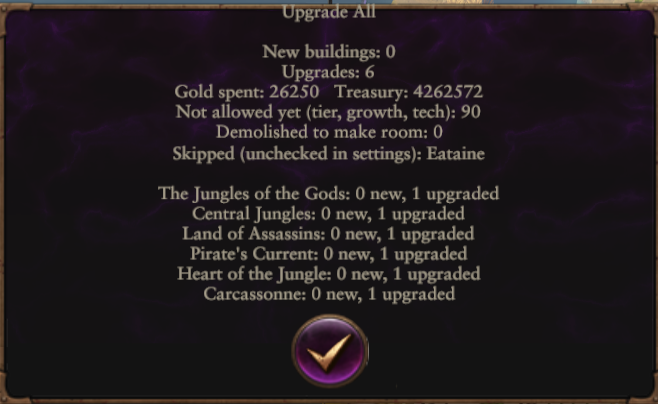 Upgrade All
New buildings: 0
Upgrades: 6
Gold spent: 26250   Treasury: 4262572
Not allowed yet (tier, growth, tech): 90
Demolished to make room: 0
Skipped (unchecked in settings): Eataine
The Jungles of the Gods: 0 new, 1 upgraded
Central Jungles: 0 new, 1 upgraded
Land of Assassins: 0 new, 1 upgraded
Pirate's Current: 0 new, 1 upgraded
Heart of the Jungle: 0 new, 1 upgraded
Carcassonne: 0 new, 1 upgraded